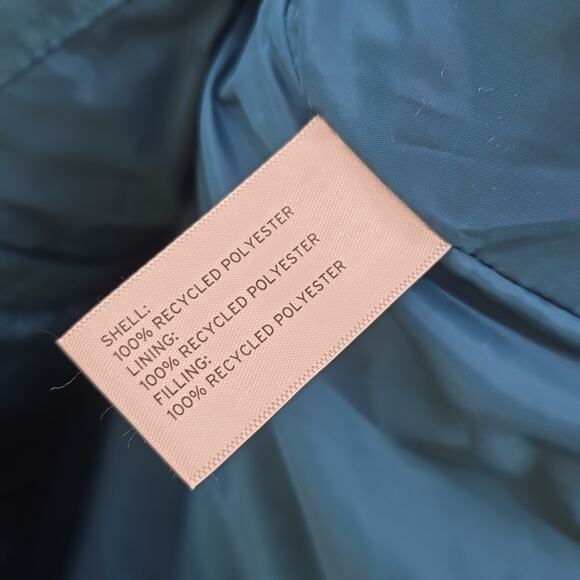 SHELL:
100% RECYCLED POLYESTER
LINING:
100% RECYCLED POLYESTER
FILLING:
100% RECYCLED POLYESTER